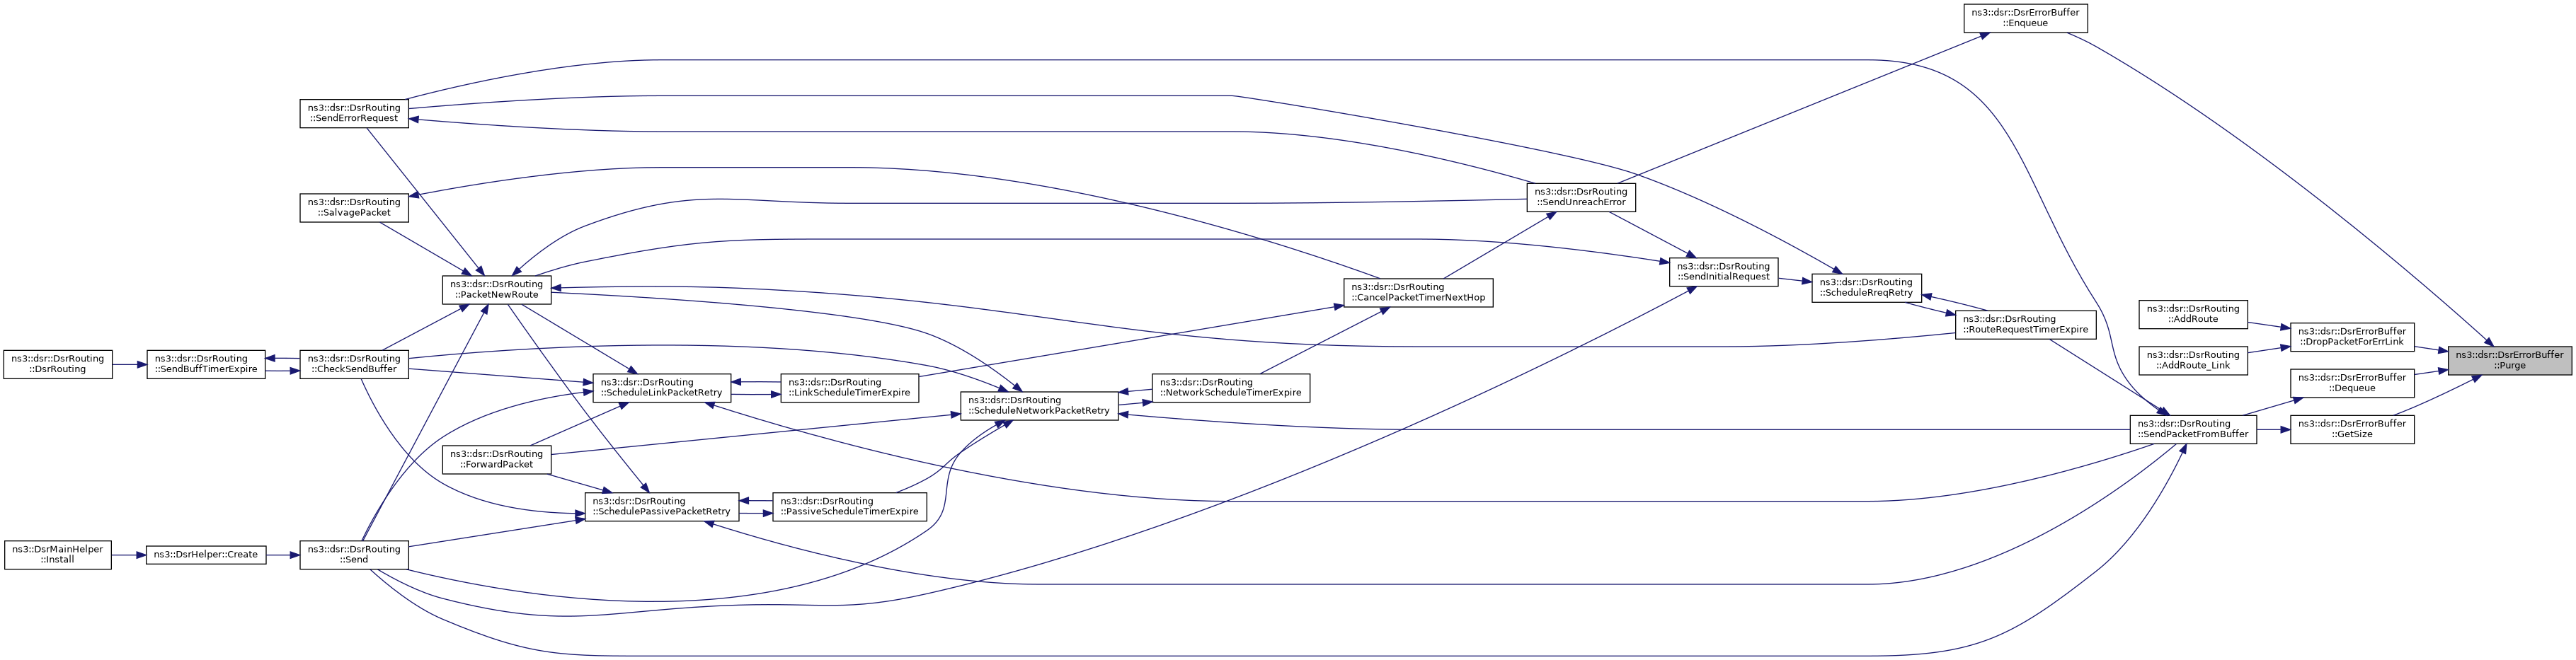 ns3::dsr::DsrErrorBuffer
::Enqueue
ns3::dsr::DsrRouting
::SendErrorRequest
ns3::dsr::DsrRouting
::SendUnreachError
ns3::dsr::DsrRouting
::SalvagePacket
ns3::dsr::DsrRouting
::SendInitialRequest
ns3::dsr::DsrRouting
::ScheduleRreqRetry
ns3::dsr::DsrRouting
::PacketNewRoute
ns3::dsr::DsrRouting
::CancelPacketTimerNextHop
ns3::dsr::DsrRouting
::AddRoute
ns3::dsr::DsrRouting
::RouteRequestTimerExpire
ns3::dsr::DsrErrorBuffer
::DropPacketForErrLink
ns3::dsr::DsrRouting
::DsrRouting
ns3::dsr::DsrRouting
::SendBuffTimerExpire
ns3::dsr::DsrRouting
::CheckSendBuffer
ns3::dsr::DsrRouting
::AddRoute_Link
ns3::dsr::DsrErrorBuffer
::Purge
ns3::dsr::DsrRouting
::ScheduleLinkPacketRetry
ns3::dsr::DsrRouting
::LinkScheduleTimerExpire
ns3::dsr::DsrRouting
::NetworkScheduleTimerExpire
ns3::dsr::DsrErrorBuffer
::Dequeue
ns3::dsr::DsrRouting
::ScheduleNetworkPacketRetry
ns3::dsr::DsrRouting
::SendPacketFromBuffer
ns3::dsr::DsrErrorBuffer
::GetSize
ns3::dsr::DsrRouting
::ForwardPacket
ns3::dsr::DsrRouting
::SchedulePassivePacketRetry
ns3::dsr::DsrRouting
::PassiveScheduleTimerExpire
ns3::DsrMainHelper
::Install
ns3::DsrHelper::Create
ns3::dsr::DsrRouting
::Send